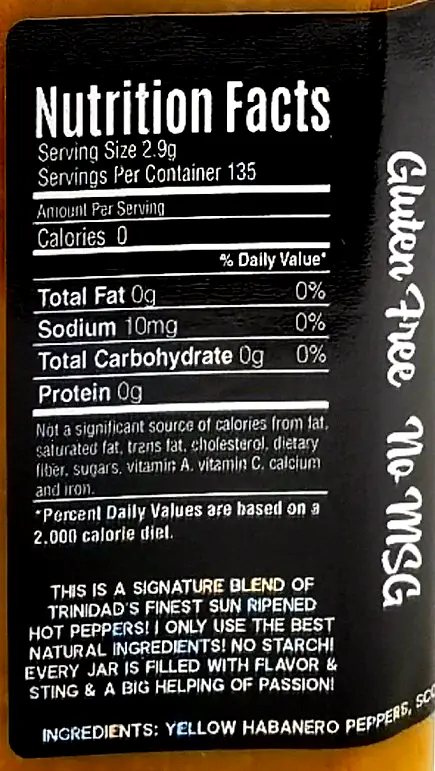 Nutrition Facts
Serving Size 2.9g
Servings Per Container 135
Amount Per Serving
Calories 0
% Daily Value*
Total Fat 0g 0%
Sodium 10mg 0%
Total Carbohydrate 0g 0%
Protein 0g
Not a significant source of calories from fat,
saturated fat, trans fat, cholesterol, dietary
fiber, sugars, vitamin A, vitamin C, calcium
and iron.
*Percent Daily Values are based on a
2,000 calorie diet.
THIS IS A SIGNATURE BLEND OF
TRINIDAD'S FINEST SUN RIPENED
HOT PEPPERS! I ONLY USE THE BEST
NATURAL INGREDIENTS! NO STARCH!
EVERY JAR IS FILLED WITH FLAVOR &
STING & A BIG HELPING OF PASSION!
INGREDIENTS: YELLOW HABANERO PEPPERS,
Gluten Free No MSG